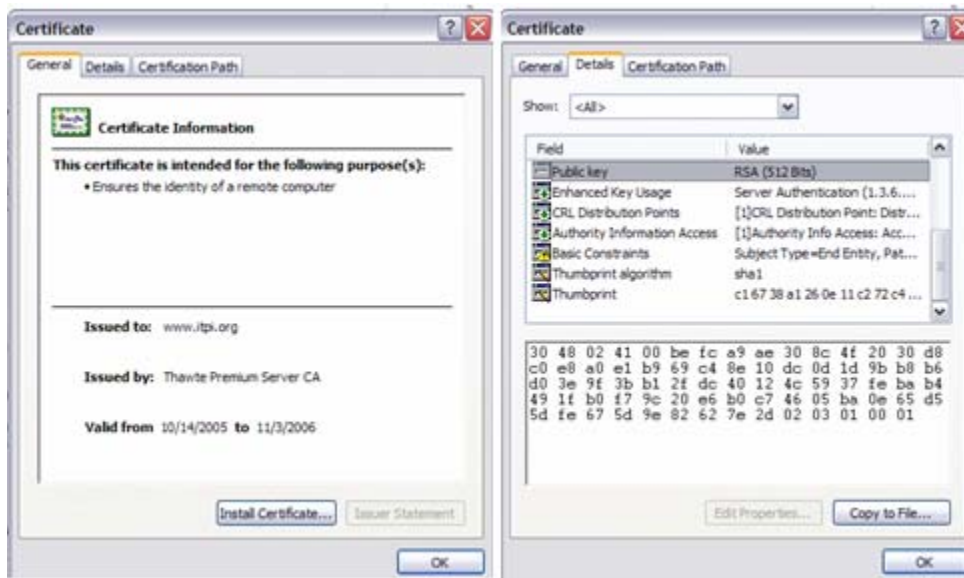 Certificate
General Details Certification Path
Certificate Information
This certificate is intended for the following purpose(s):
• Ensures the identity of a remote computer
Issued to: www.itpi.org
Issued by: Thawte Premium Server CA
Valid from 10/14/2005 to 11/3/2006
Install Certificate... Issuer Statement
OK
Certificate
General Details Certification Path
Show: <All>
Field Value
Public key RSA (512 Bits)
Enhanced Key Usage Server Authentication (1.3.6....
CRL Distribution Points [1]CRL Distribution Point: Distr...
Authority Information Access [1]Authority Info Access: Acc...
Basic Constraints Subject Type=End Entity, Pat...
Thumbprint algorithm sha1
Thumbprint c1 67 38 a1 26 0e 11 c2 72 c4 ...
30 48 02 41 00 be fc a9 ae 30 8c 4f 20 30 d8
c0 e8 a0 e1 b9 69 c4 8e 10 dc 0d 1d 9b b8 b6
d0 3e 9f 3b b1 2f dc 40 12 4c 59 37 fe ba b4
49 1f b0 f7 9c 20 e6 b0 c7 46 05 ba 0e 65 d5
5d fe 67 5d 9e 82 62 7e 2d 02 03 01 00 01
Edit Properties... Copy to File...
OK